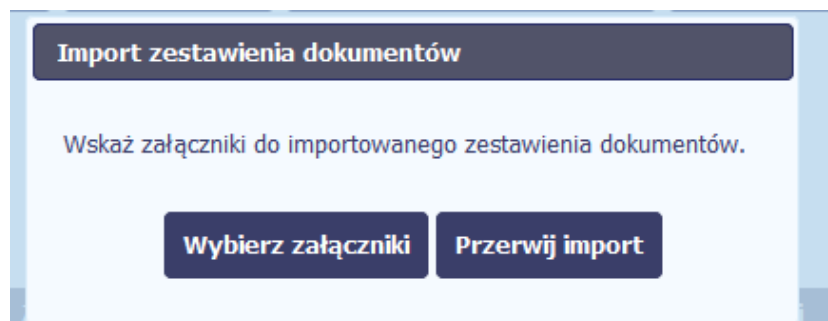 Import zestawienia dokumentów
Wskaż załączniki do importowanego zestawienia dokumentów.
Wybierz załączniki Przerwij import